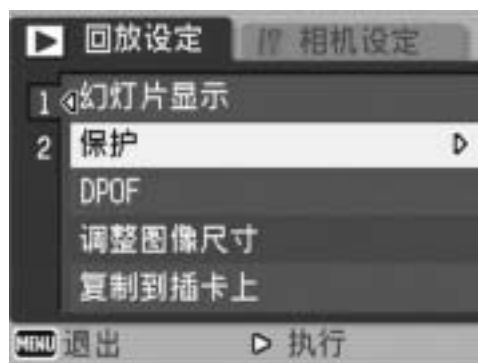 回放设定 相机设定
1 幻灯片显示
2 保护
DPOF
调整图像尺寸
复制到插卡上
MENU 退出 执行